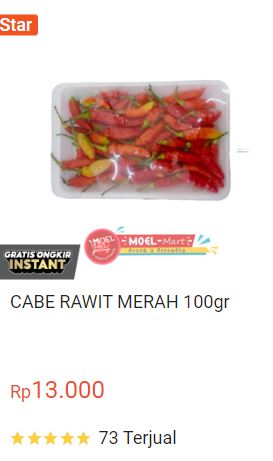 Star
MOEL
MOEL-Mart
Fresh & Friendly
GRATIS ONGKIR
INSTANT
CABE RAWIT MERAH 100gr
Rp13.000
73 Terjual